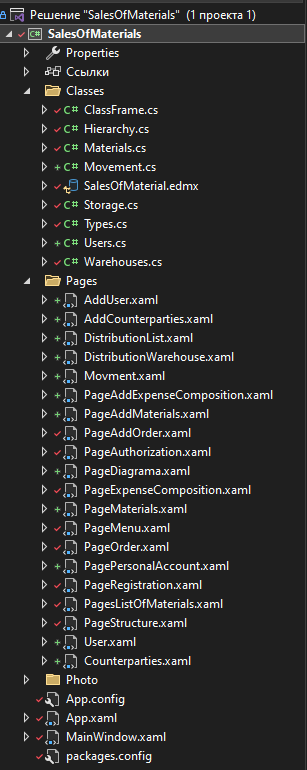 Решение "SalesOfMaterials" (1 проекта 1)
C# SalesOfMaterials
Properties
Ссылки
Classes
C# ClassFrame.cs
C# Hierarchy.cs
C# Materials.cs
C# Movement.cs
SalesOfMaterial.edmx
C# Storage.cs
C# Types.cs
C# Users.cs
C# Warehouses.cs
Pages
AddUser.xaml
AddCounterparties.xaml
DistributionList.xaml
DistributionWarehouse.xaml
Movment.xaml
PageAddExpenseComposition.xaml
PageAddMaterials.xaml
PageAddOrder.xaml
PageAuthorization.xaml
PageDiagrama.xaml
PageExpenseComposition.xaml
PageMaterials.xaml
PageMenu.xaml
PageOrder.xaml
PagePersonalAccount.xaml
PageRegistration.xaml
PagesListOfMaterials.xaml
PageStructure.xaml
User.xaml
Counterparties.xaml
Photo
App.config
App.xaml
MainWindow.xaml
packages.config